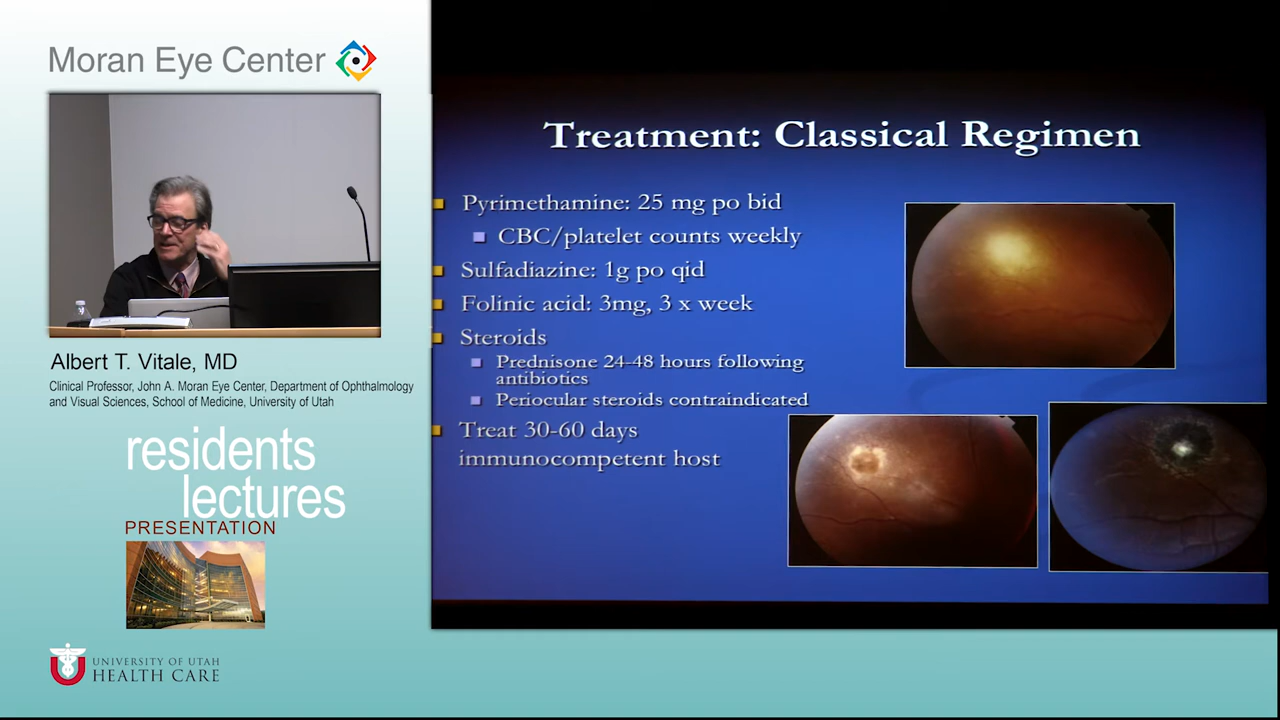 Moran Eye Center
Albert T. Vitale, MD
Clinical Professor, John A. Moran Eye Center, Department of Ophthalmology
and Visual Sciences, School of Medicine, University of Utah
residents
lectures
PRESENTATION
UNIVERSITY OF UTAH
HEALTH CARE
Treatment: Classical Regimen
Pyrimethamine: 25 mg po bid
CBC/platelet counts weekly
Sulfadiazine: 1g po qid
Folinic acid: 3mg, 3 x week
Steroids
Prednisone 24-48 hours following
antibiotics
Periocular steroids contraindicated
Treat 30-60 days
immunocompetent host